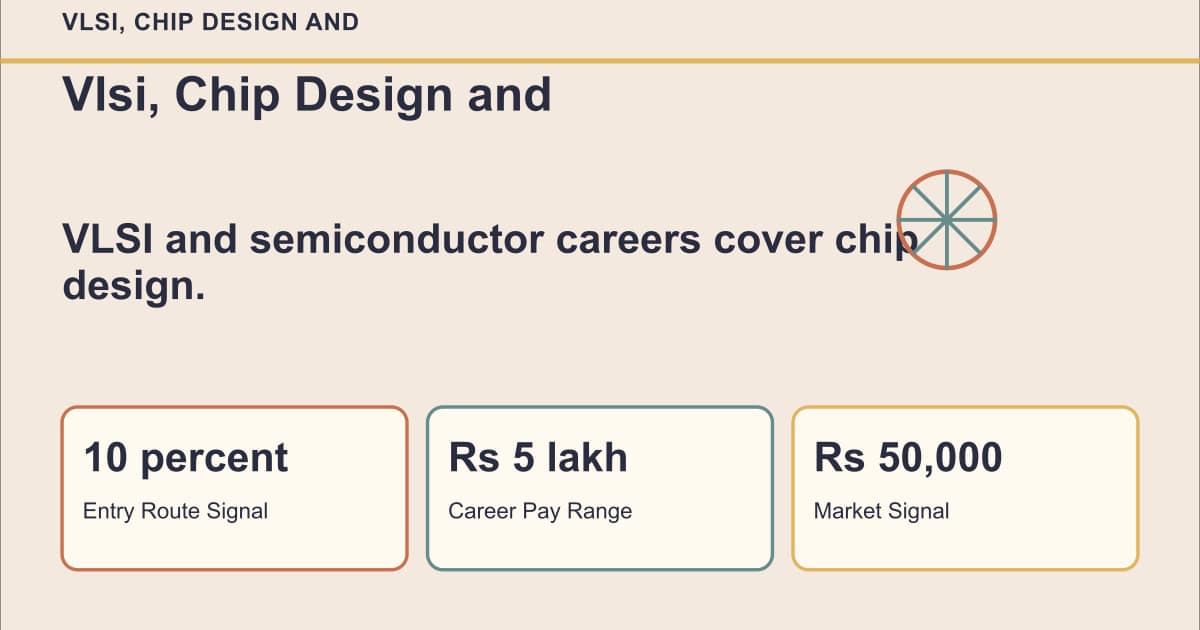 VLSI, CHIP DESIGN AND
Vlsi, Chip Design and
VLSI and semiconductor careers cover chip
design.
10 percent
Entry Route Signal
Rs 5 lakh
Career Pay Range
Rs 50,000
Market Signal